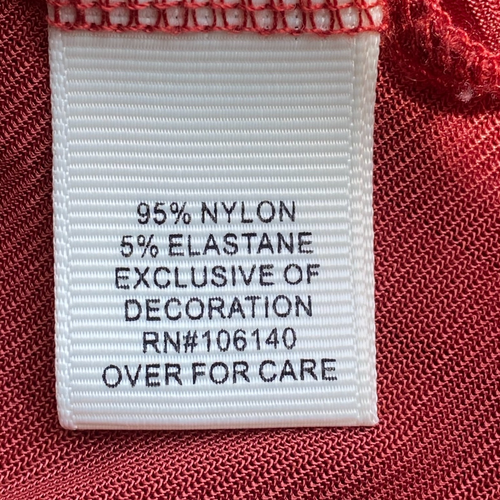 95% NYLON
5% ELASTANE
EXCLUSIVE OF
DECORATION
RN#106140
OVER FOR CARE